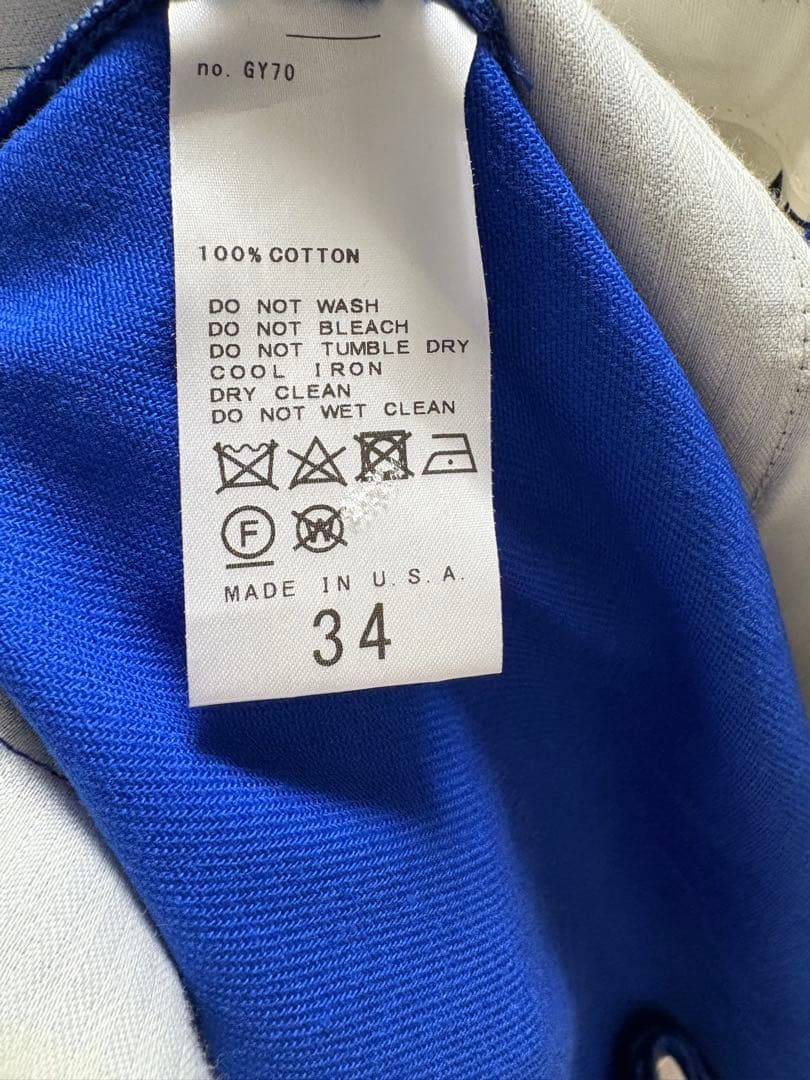 no. GY70
100% COTTON
DO NOT WASH
DO NOT BLEACH
DO NOT TUMBLE DRY
COOL IRON
DRY CLEAN
DO NOT WET CLEAN
F W
MADE IN U.S.A.
34